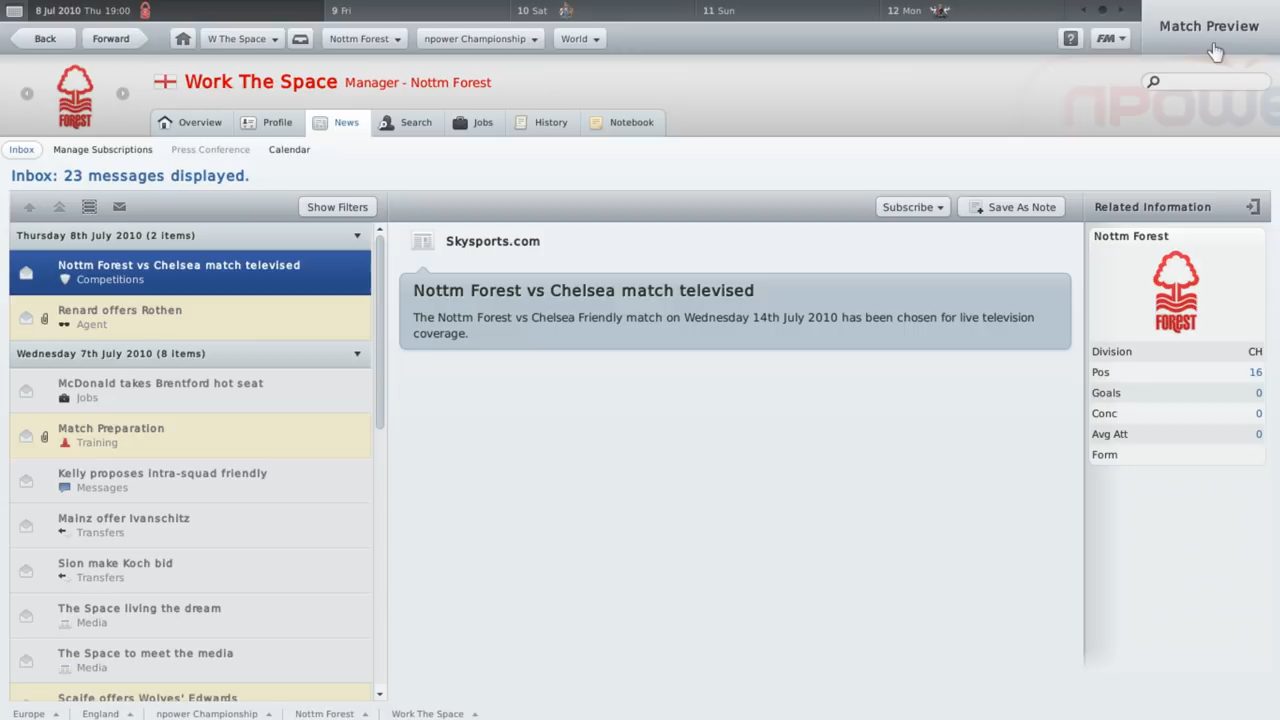 8 Jul 2010 Thu 19:00
9 Fri
10 Sat
11 Sun
12 Mon
Match Preview
Back
Forward
W The Space
Nottm Forest
npower Championship
World
?
FM
FOREST
Work The Space Manager - Nottm Forest
NPOWE
Overview
Profile
News
Search
Jobs
History
Notebook
Inbox
Manage Subscriptions
Press Conference
Calendar
Inbox: 23 messages displayed.
Show Filters
Subscribe
Save As Note
Related Information
Thursday 8th July 2010 (2 items)
Nottm Forest vs Chelsea match televised
Competitions
Renard offers Rothen
Agent
Wednesday 7th July 2010 (8 items)
McDonald takes Brentford hot seat
Jobs
Match Preparation
Training
Kelly proposes intra-squad friendly
Messages
Mainz offer Ivanschitz
Transfers
Sion make Koch bid
Transfers
The Space living the dream
Media
The Space to meet the media
Media
Scaife offers Wolves' Edwards
Skysports.com
Nottm Forest vs Chelsea match televised
The Nottm Forest vs Chelsea Friendly match on Wednesday 14th July 2010 has been chosen for live television
coverage.
Nottm Forest
FOREST
Division CH
Pos 16
Goals 0
Conc 0
Avg Att 0
Form
Europe
England
npower Championship
Nottm Forest
Work The Space